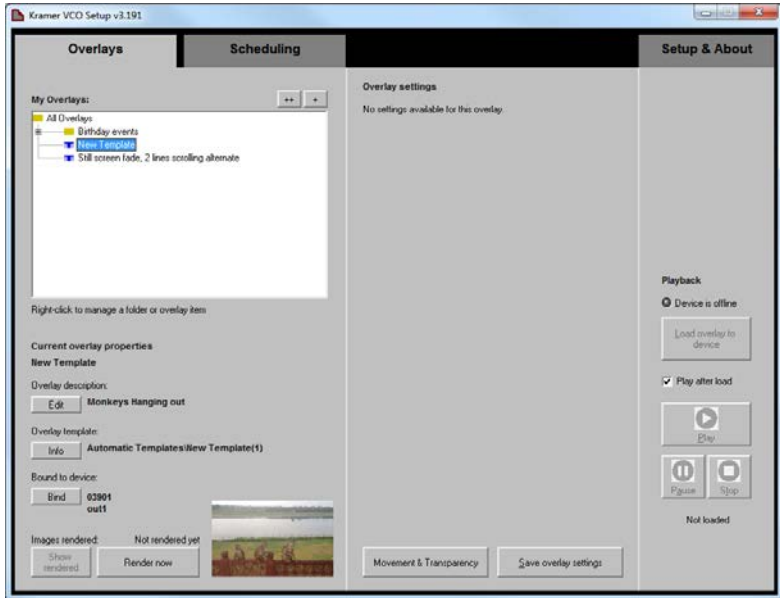 Kramer VCO Setup v3.191
Overlays
Scheduling
Setup & About
My Overlays:
++
+
All Overlays
Birthday events
New Template
Still screen fade, 2 lines scrolling alternate
Right-click to manage a folder or overlay item
Current overlay properties
New Template
Overlay description:
Edit
Monkeys Hanging out
Overlay template:
Info
Automatic Templates\New Template(1)
Bound to device:
Bind
03901
out1
Images rendered:
Not rendered yet
Show
rendered
Render now
Overlay settings
No settings available for this overlay.
Movement & Transparency
Save overlay settings
Playback
Device is offline
Load overlay to
device
Play after load
Play
Pause
Stop
Not loaded